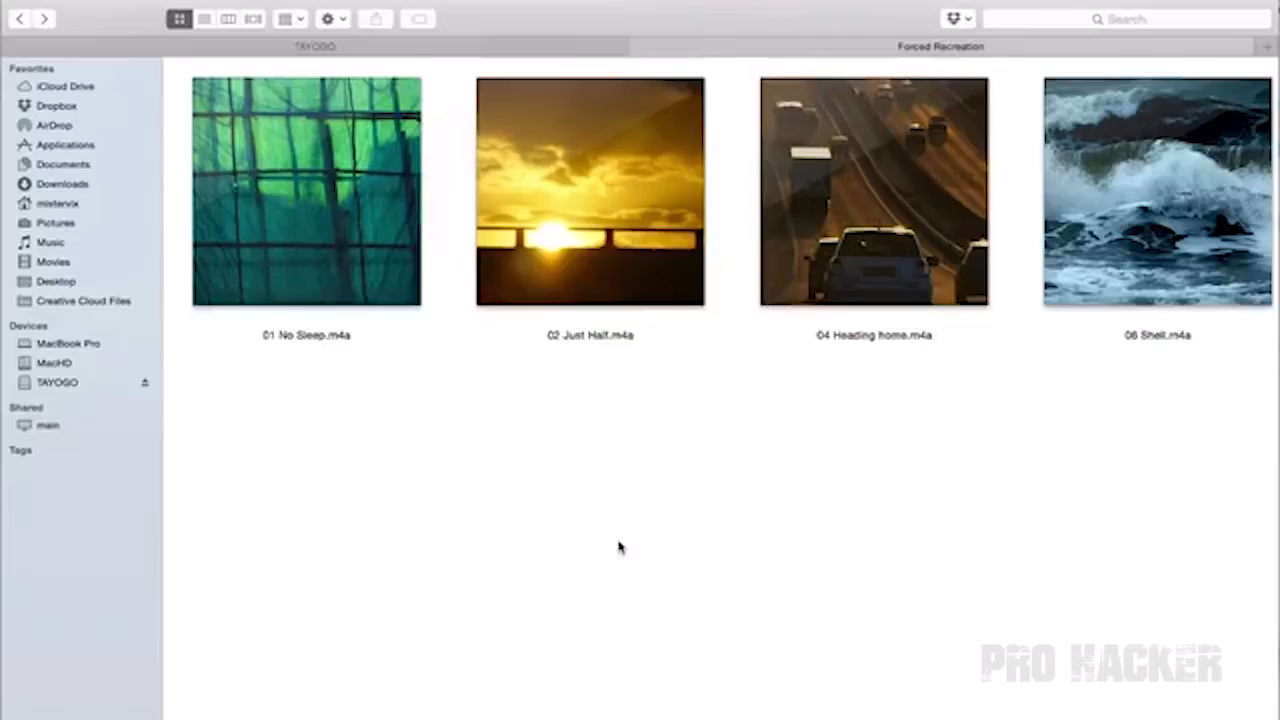 Search
TAYOGO
Forced Recreation
Favorites
iCloud Drive
Dropbox
AirDrop
Applications
Documents
Downloads
mistervix
Pictures
Music
Movies
Desktop
Creative Cloud Files
Devices
MacBook Pro
MacHD
TAYOGO
Shared
main
Tags
01 No Sleep.m4a
02 Just Half.m4a
04 Heading home.m4a
06 Shell.m4a
PRO HACKER